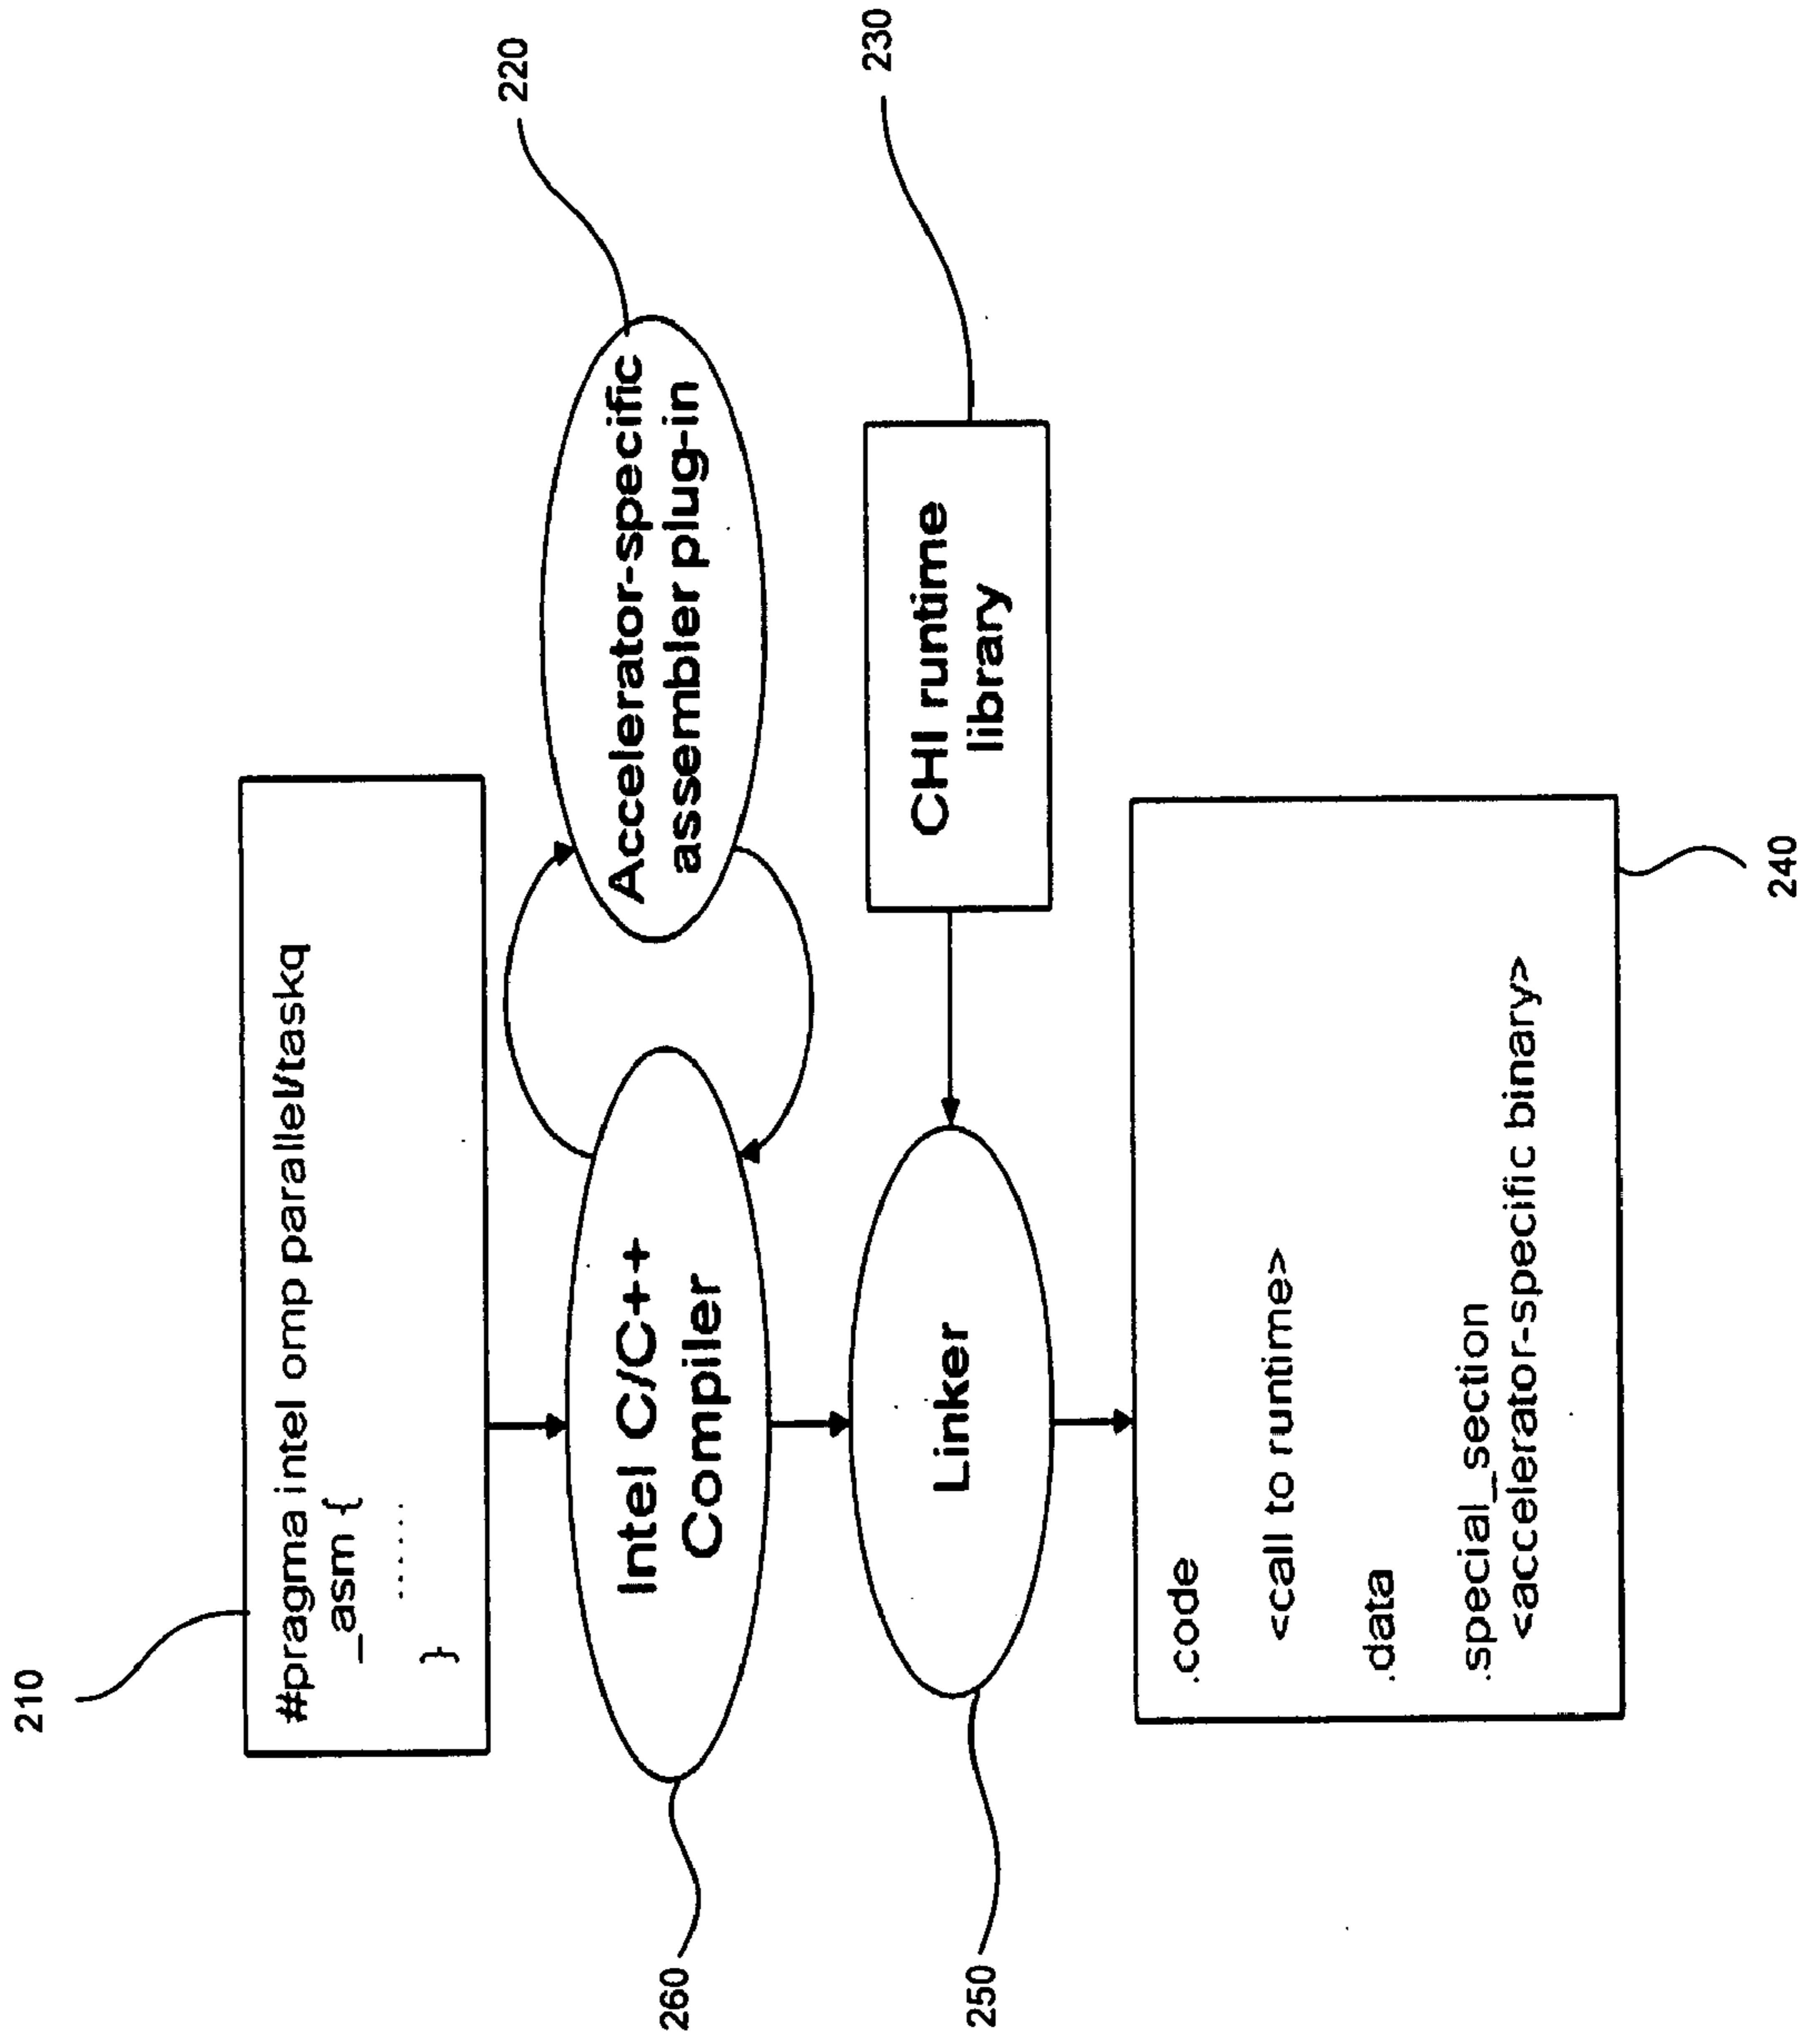 210
#pragma intel omp parallel/taskq
_asm {
......
}
220
Accelerator-specific
assembler plug-in
260
Intel C/C++
Compiler
230
CHI runtime
library
250
Linker
.code
<call to runtime>
.data
.special_section
<accelerator-specific binary>
240